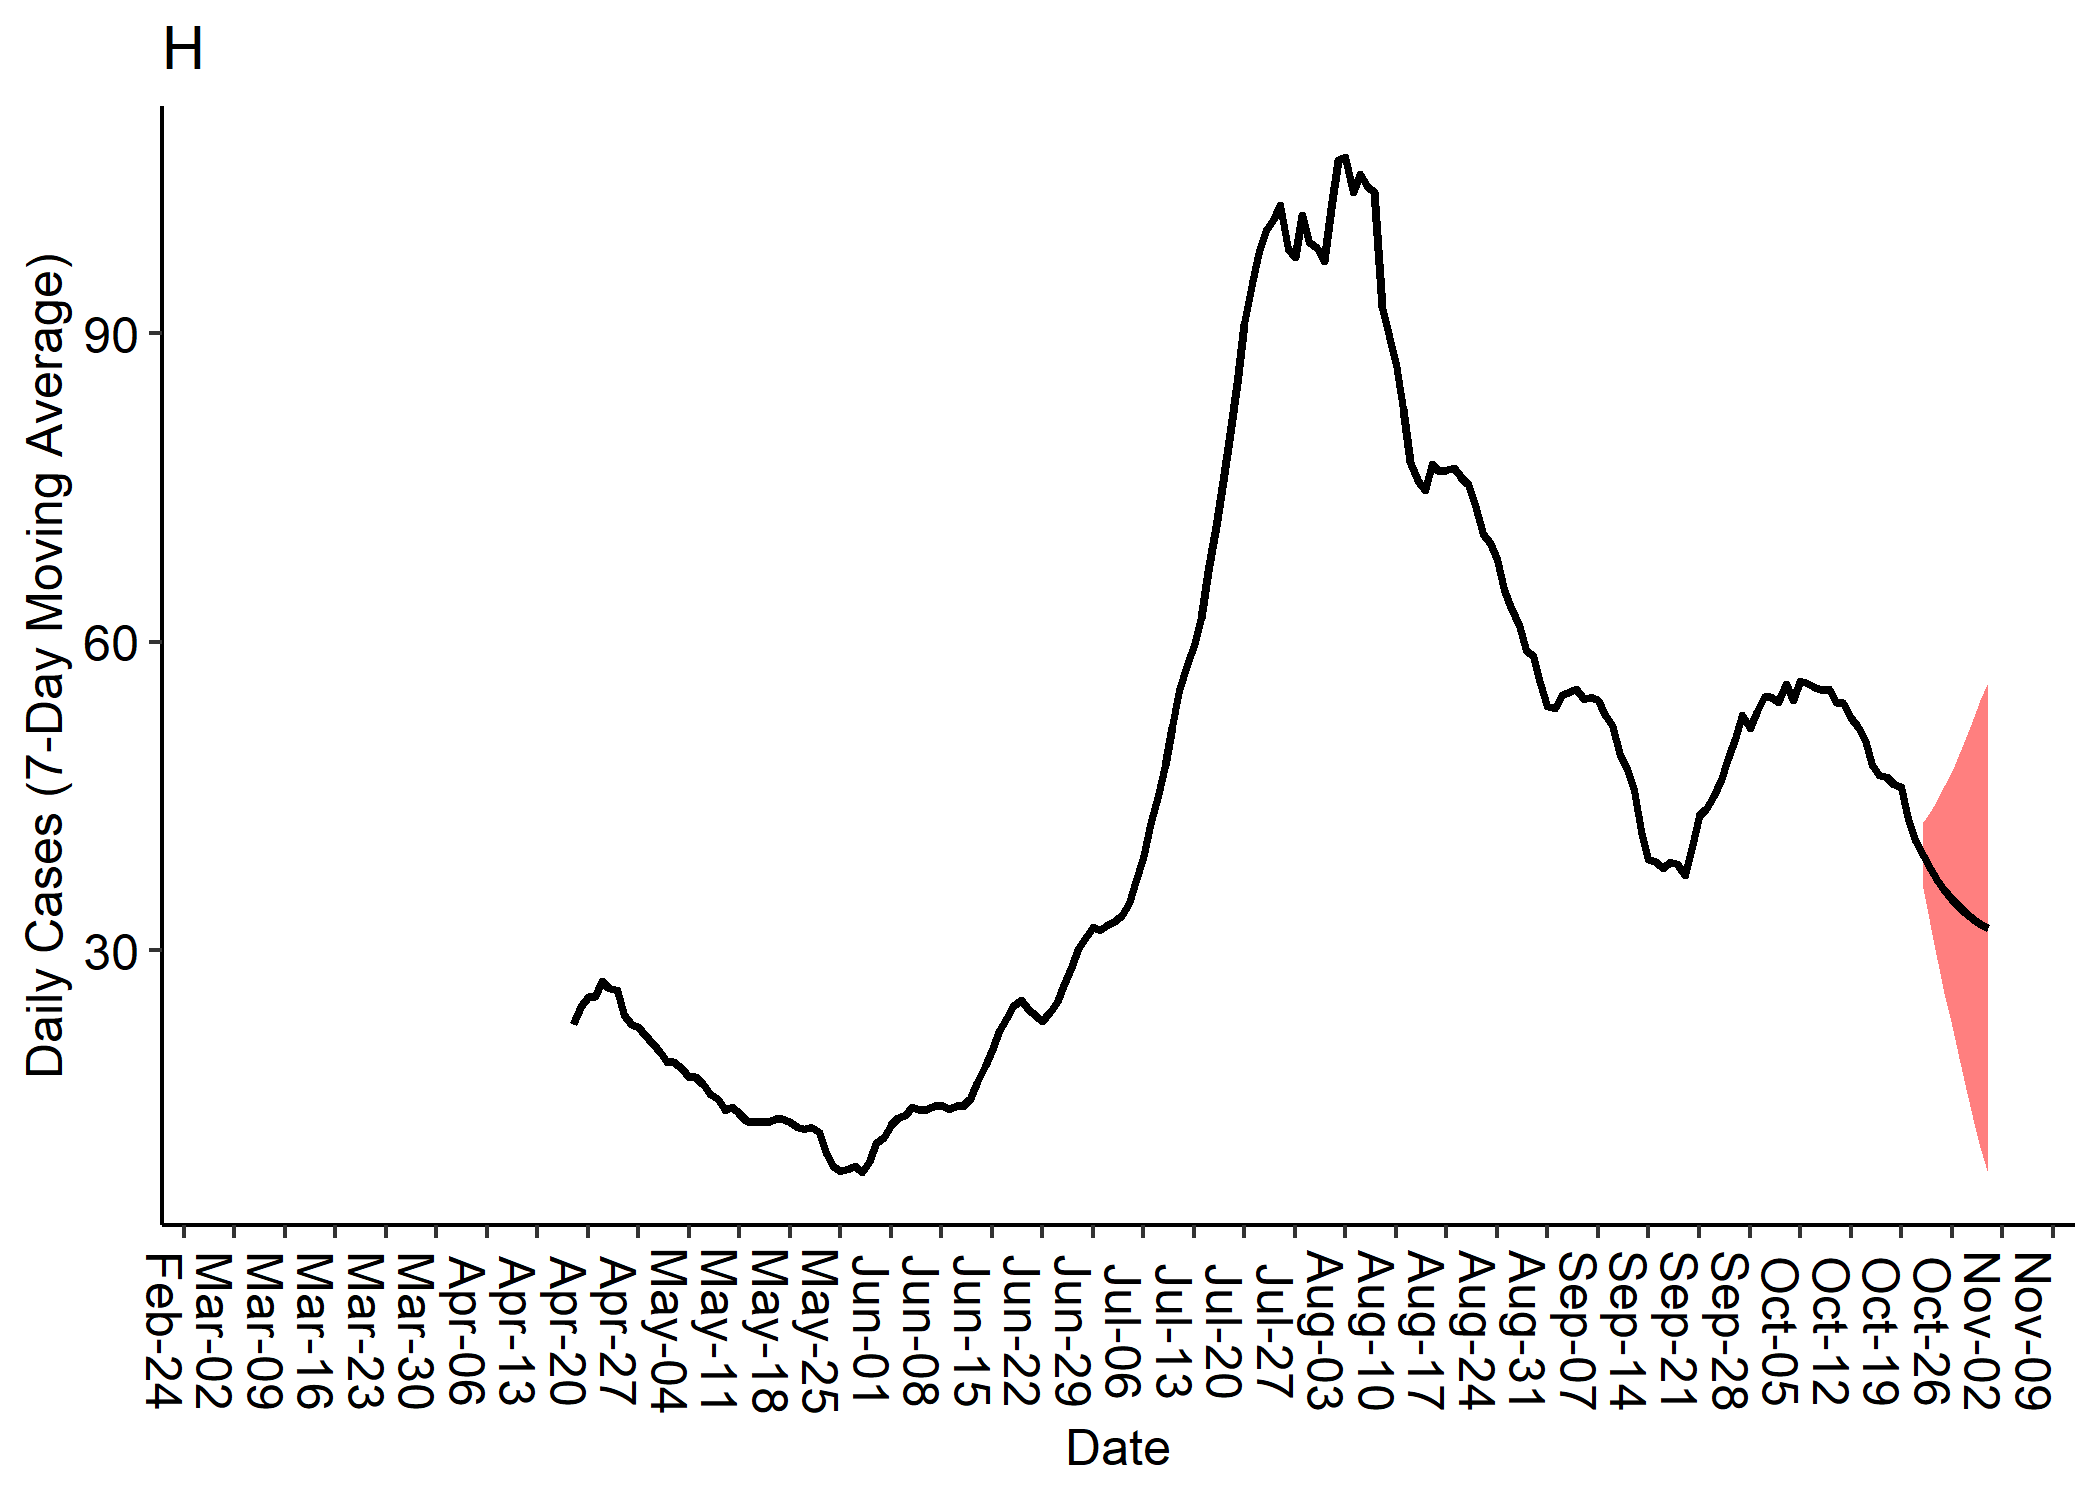 H
Daily Cases (7-Day Moving Average)
90
60
30
Feb-24
Mar-02
Mar-09
Mar-16
Mar-23
Mar-30
Apr-06
Apr-13
Apr-20
Apr-27
May-04
May-11
May-18
May-25
Jun-01
Jun-08
Jun-15
Jun-22
Jun-29
Jul-06
Jul-13
Jul-20
Jul-27
Aug-03
Aug-10
Aug-17
Aug-24
Aug-31
Sep-07
Sep-14
Sep-21
Sep-28
Oct-05
Oct-12
Oct-19
Oct-26
Nov-02
Nov-09
Date